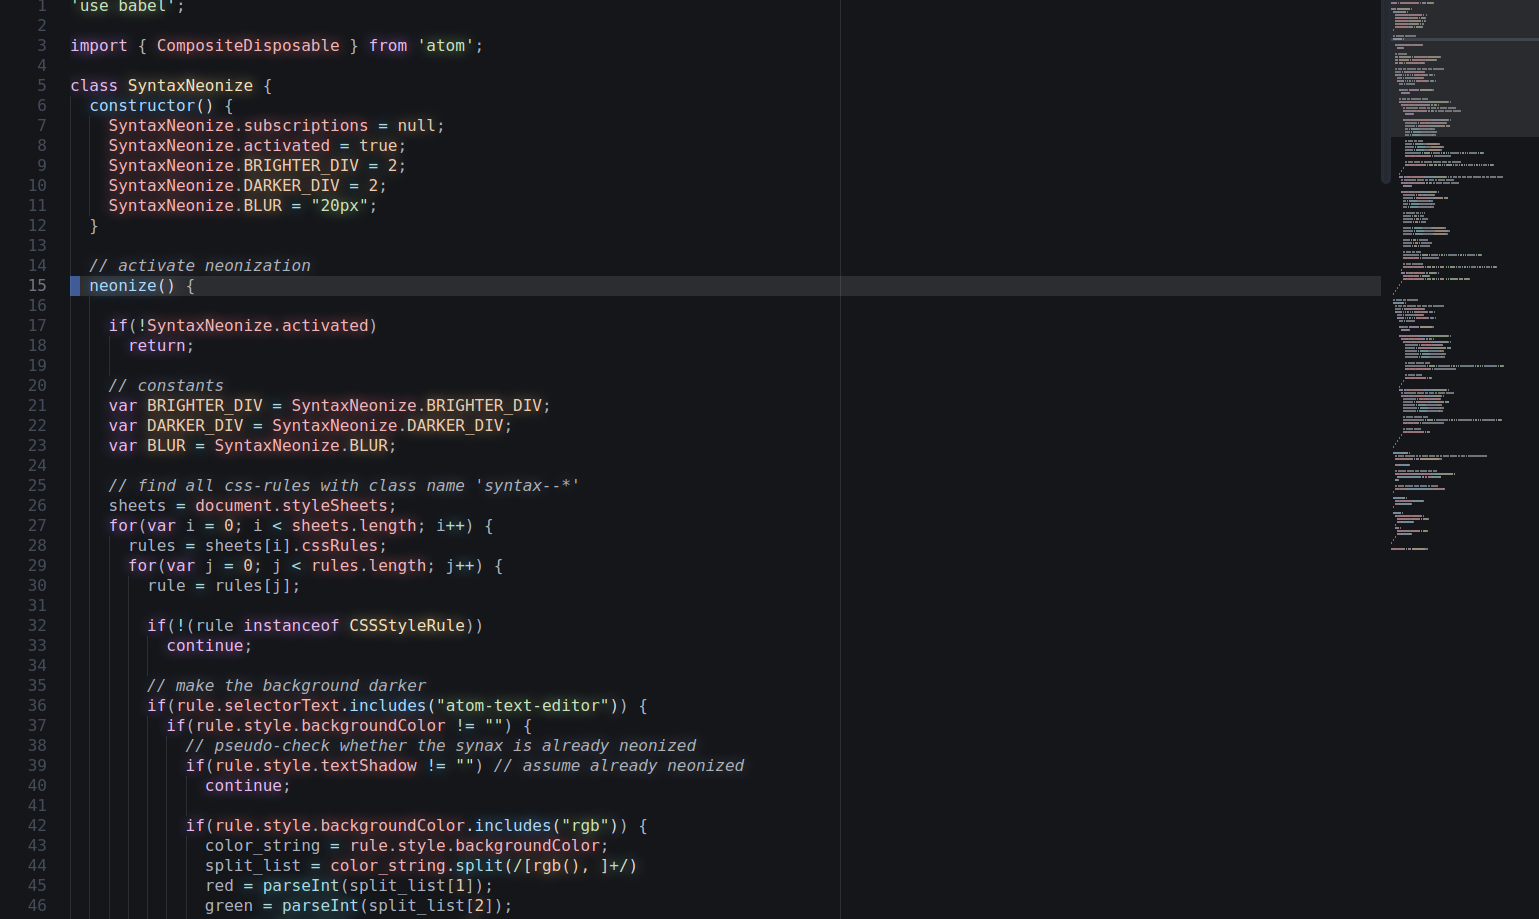 1 'use babel';
2
3 import { CompositeDisposable } from 'atom';
4
5 class SyntaxNeonize {
6 constructor() {
7 SyntaxNeonize.subscriptions = null;
8 SyntaxNeonize.activated = true;
9 SyntaxNeonize.BRIGHTER_DIV = 2;
10 SyntaxNeonize.DARKER_DIV = 2;
11 SyntaxNeonize.BLUR = "20px";
12 }
13
14 // activate neonization
15 neonize() {
16
17 if(!SyntaxNeonize.activated)
18 return;
19
20 // constants
21 var BRIGHTER_DIV = SyntaxNeonize.BRIGHTER_DIV;
22 var DARKER_DIV = SyntaxNeonize.DARKER_DIV;
23 var BLUR = SyntaxNeonize.BLUR;
24
25 // find all css-rules with class name 'syntax--*'
26 sheets = document.styleSheets;
27 for(var i = 0; i < sheets.length; i++) {
28 rules = sheets[i].cssRules;
29 for(var j = 0; j < rules.length; j++) {
30 rule = rules[j];
31
32 if(!(rule instanceof CSSStyleRule))
33 continue;
34
35 // make the background darker
36 if(rule.selectorText.includes("atom-text-editor")) {
37 if(rule.style.backgroundColor != "") {
38 // pseudo-check whether the synax is already neonized
39 if(rule.style.textShadow != "") // assume already neonized
40 continue;
41
42 if(rule.style.backgroundColor.includes("rgb")) {
43 color_string = rule.style.backgroundColor;
44 split_list = color_string.split(/[rgb(), ]+/)
45 red = parseInt(split_list[1]);
46 green = parseInt(split_list[2]);